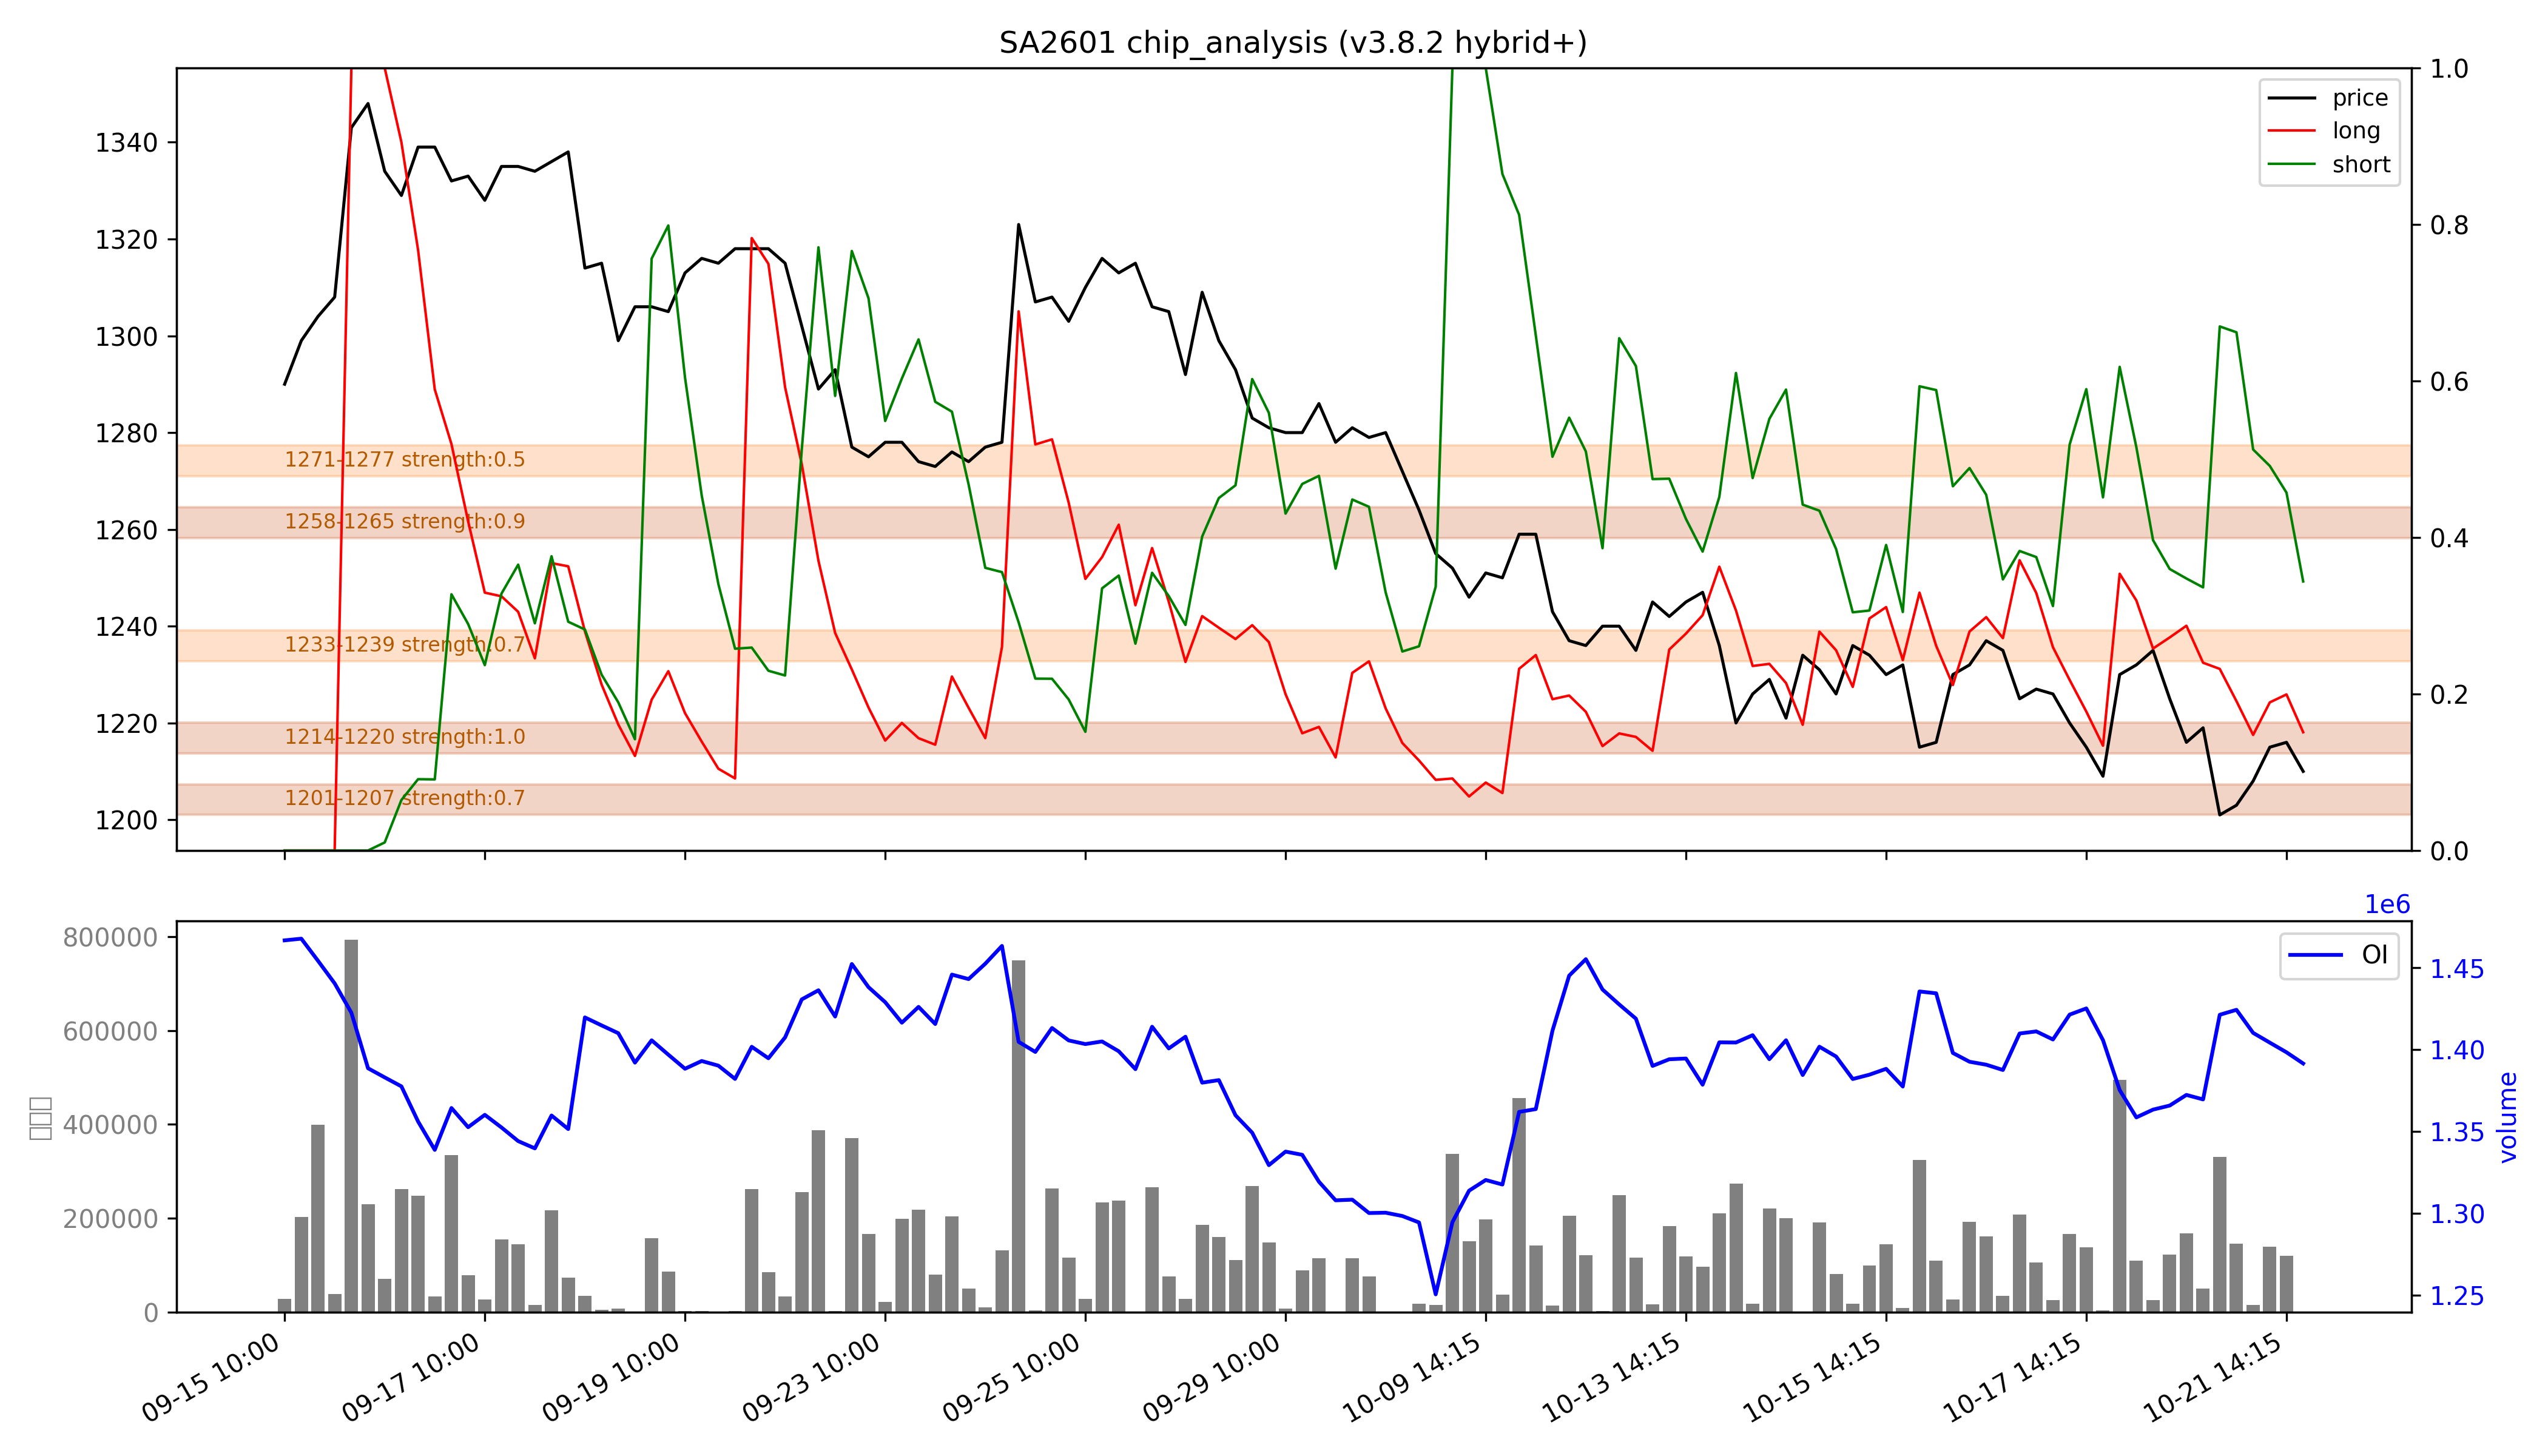 SA2601 chip_analysis (v3.8.2 hybrid+)
1340
1320
1300
1280
1260
1240
1220
1200
1.0
0.8
0.6
0.4
0.2
0.0
price
long
short
1271-1277 strength:0.5
1258-1265 strength:0.9
1233-1239 strength:0.7
1214-1220 strength:1.0
1201-1207 strength:0.7
1e6
800000
600000
400000
200000
0
OI
1.45
1.40
1.35
1.30
1.25
volume
09-15 10:00
09-17 10:00
09-19 10:00
09-23 10:00
09-25 10:00
09-29 10:00
10-09 14:15
10-13 14:15
10-15 14:15
10-17 14:15
10-21 14:15